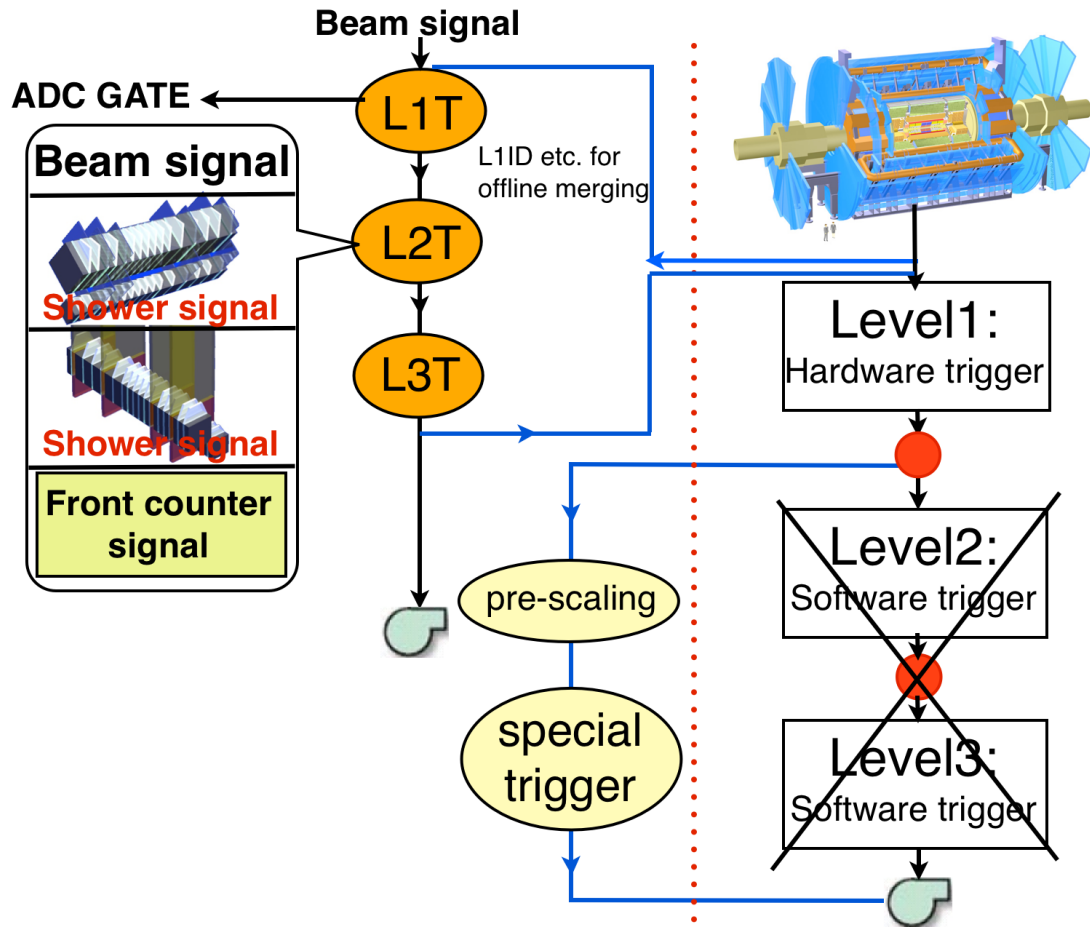 Beam signal
ADC GATE
L1T
L1ID etc. for
offline merging
Beam signal
Shower signal
Shower signal
Front counter
signal
L2T
L3T
pre-scaling
special
trigger
Level1:
Hardware trigger
Level2:
Software trigger
Level3:
Software trigger